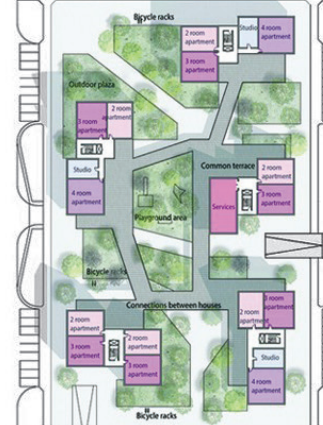 Bicycle racks
Studio
4 room
apartment
2 room
apartment
3 room
apartment
Outdoor plaza
3 room
apartment
2 room
apartment
Studio
4 room
apartment
Common terrace
2 room
apartment
Services
3 room
apartment
Playground area
Bicycle racks
Connections between houses
2 room
apartment
3 room
apartment
2 room
apartment
3 room
apartment
3 room
apartment
2 room
apartment
Studio
4 room
apartment
Bicycle racks